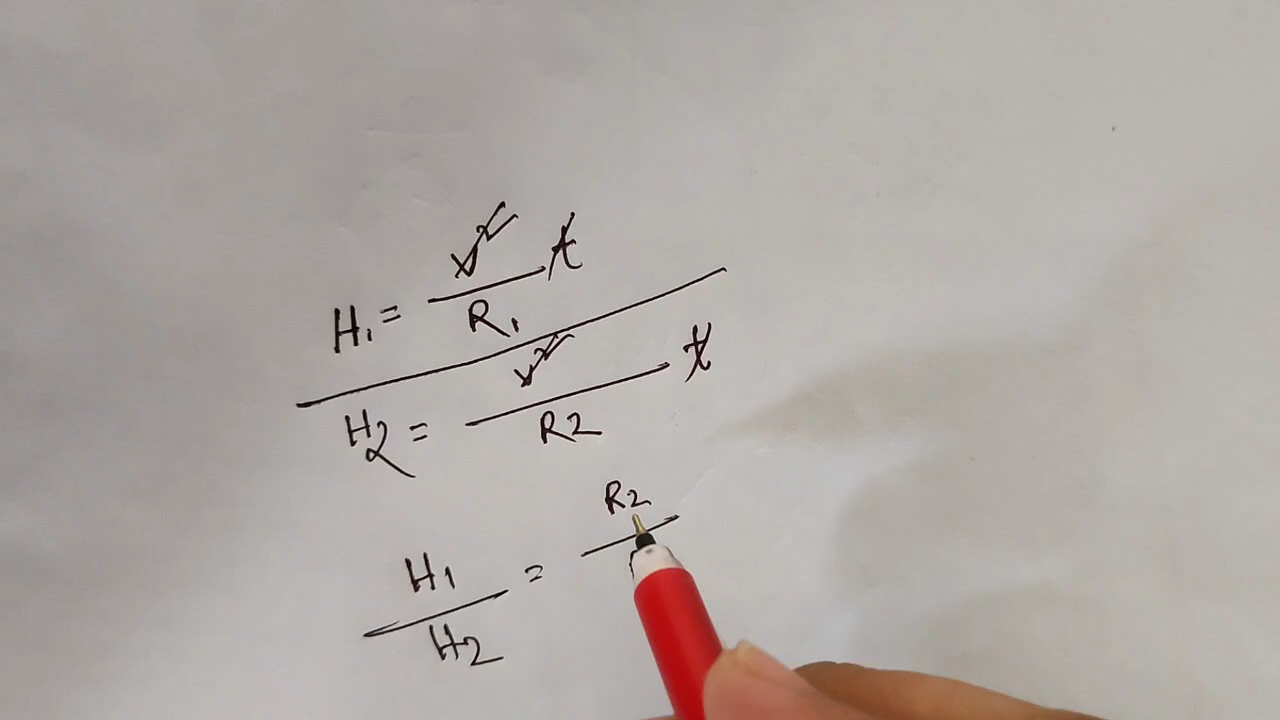 H1 = V² t
R1
H2 = V² t
R2
H1 = R2
H2